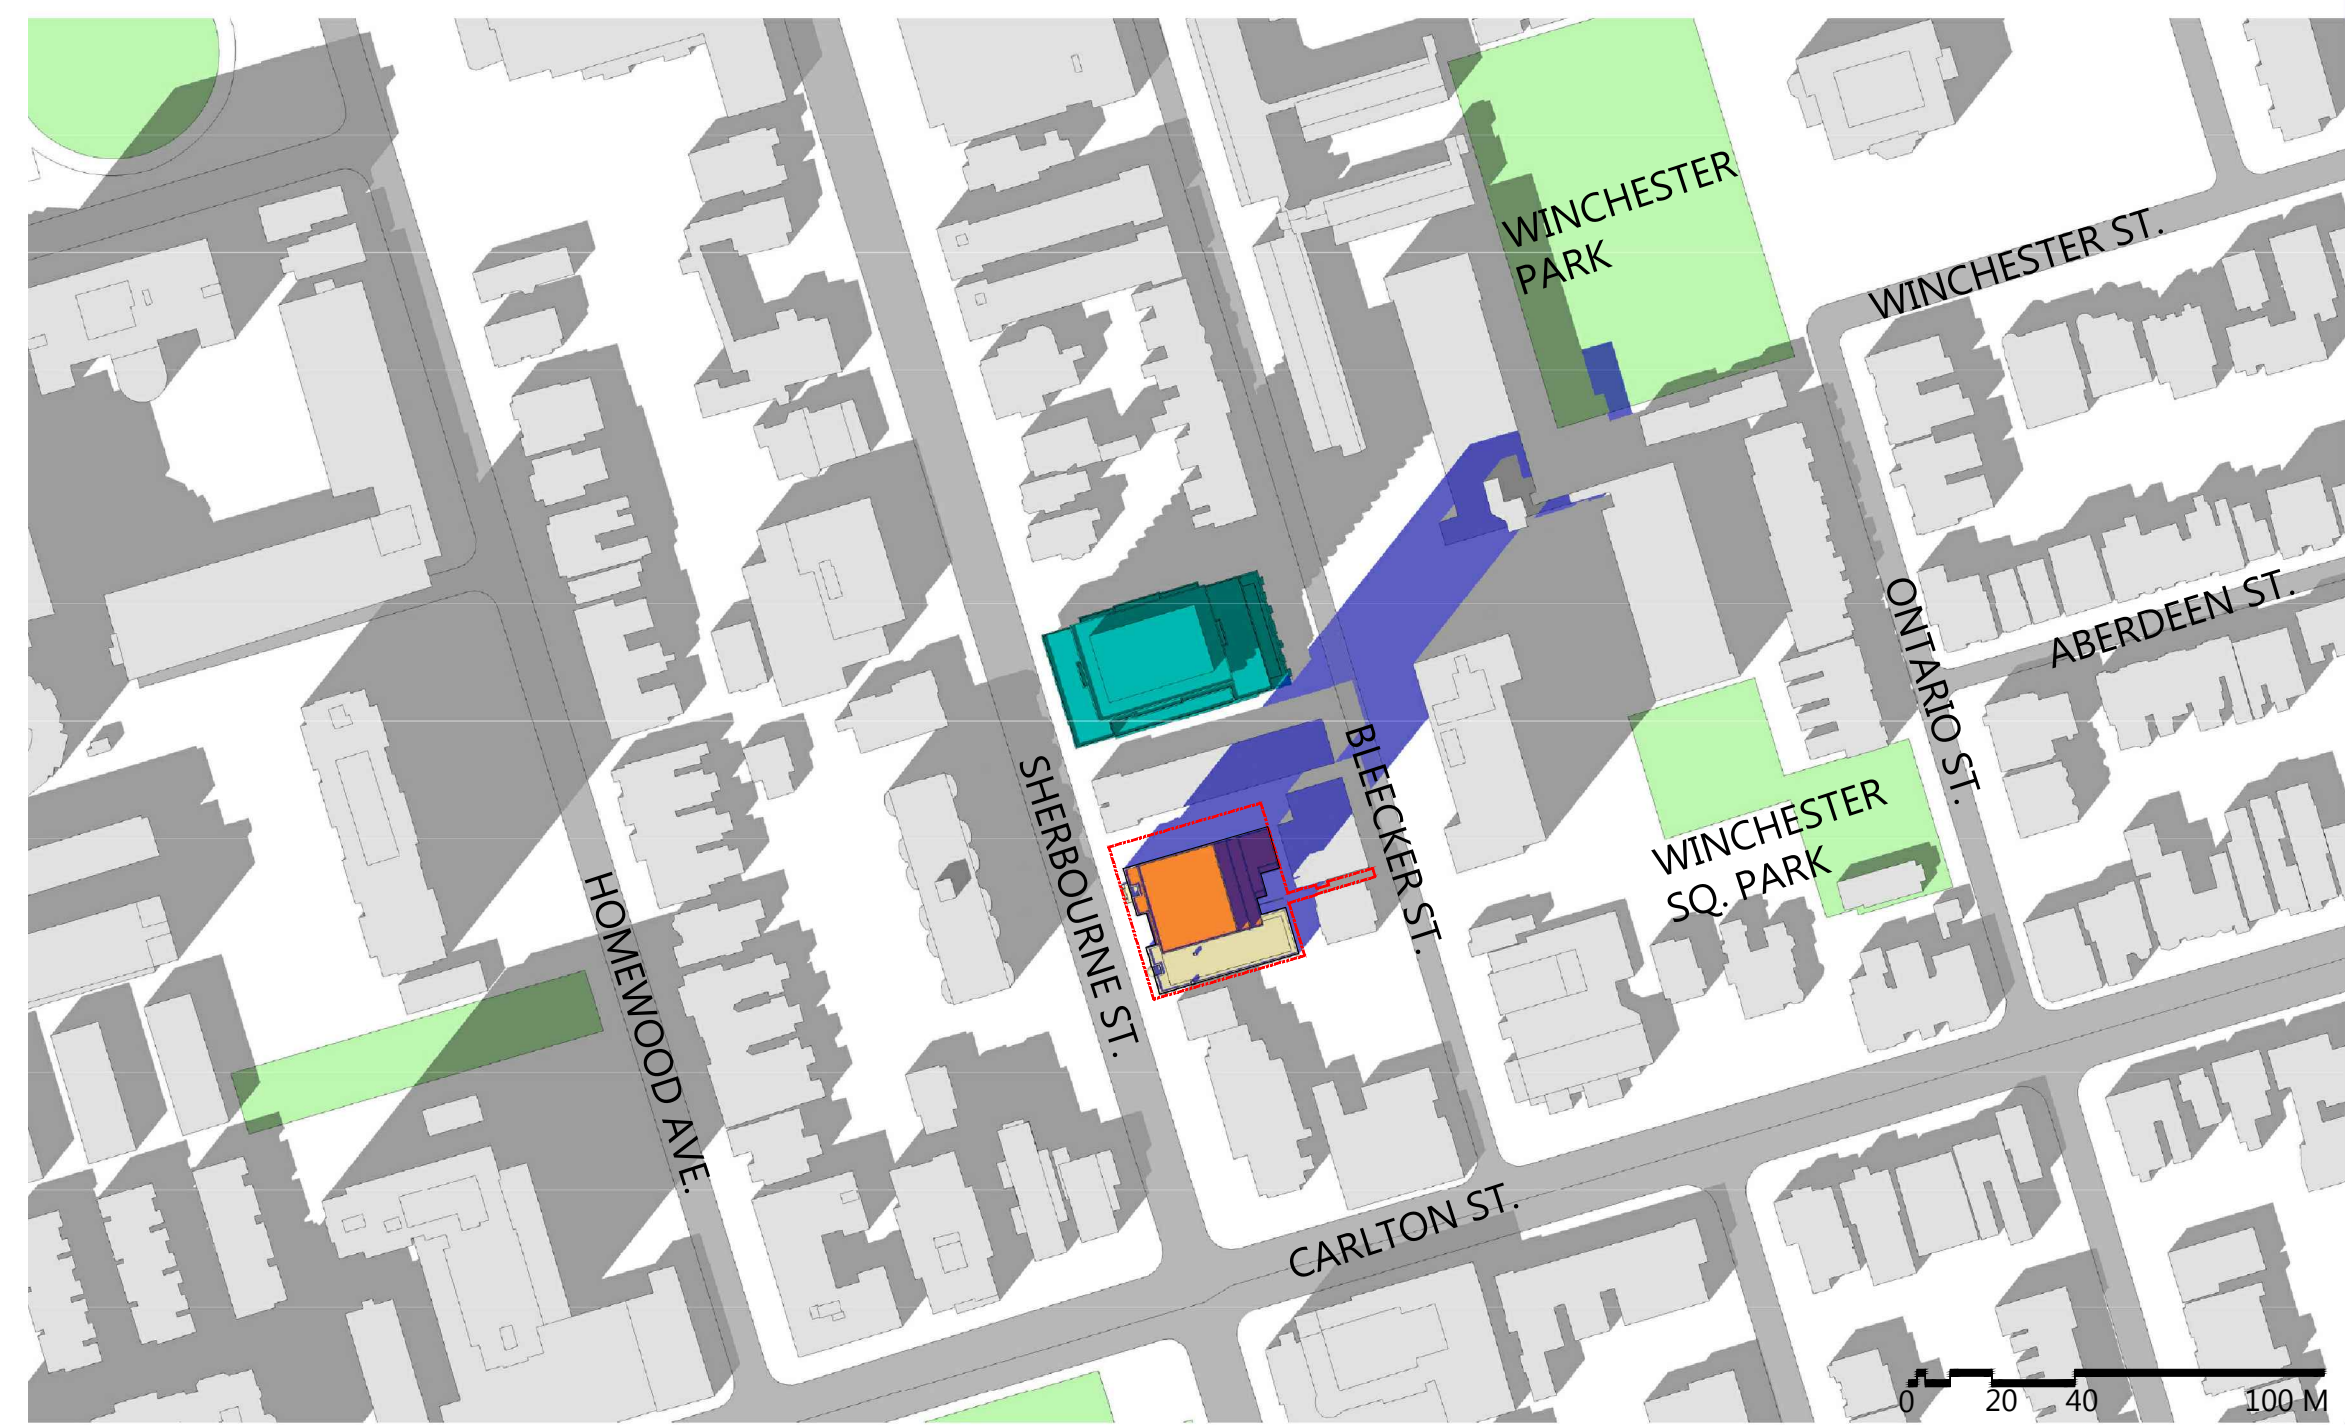 WINCHESTER
PARK
WINCHESTER ST.
ABERDEEN ST.
ONTARIO ST.
SHERBOURNE ST.
BLEECKER ST.
WINCHESTER
SQ. PARK
HOMEWOOD AVE.
CARLTON ST.
0 20 40 100 M